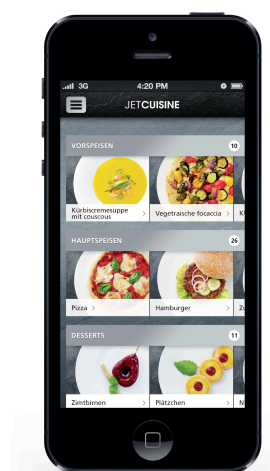 3G 4:20 PM
JETCUISINE
VORSPEISEN 10
Kürbiscremesuppe
mit couscous
Vegetraische focaccia
HAUPTSPEISEN 26
Pizza
Hamburger
DESSERTS 11
Zimtbirnen
Plätzchen